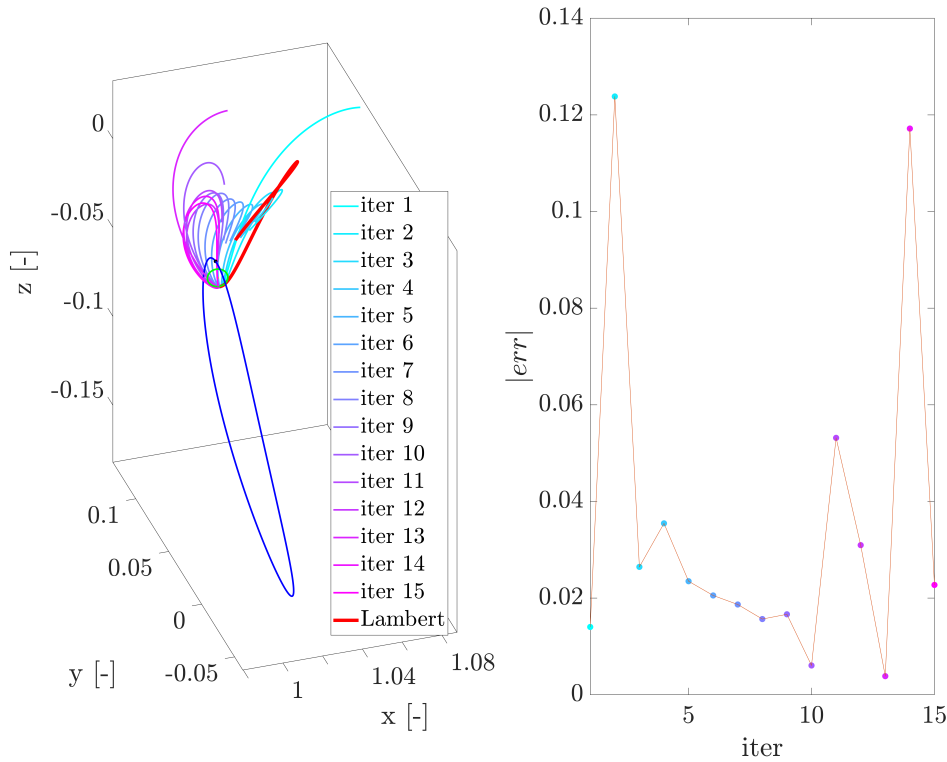 0
-0.05
-0.1
-0.15
z [-]
0.1
0.05
0
-0.05
y [-]
1
1.04
1.08
x [-]
iter 1
iter 2
iter 3
iter 4
iter 5
iter 6
iter 7
iter 8
iter 9
iter 10
iter 11
iter 12
iter 13
iter 14
iter 15
Lambert
0.14
0.12
0.1
0.08
0.06
0.04
0.02
0
|err|
5
10
15
iter